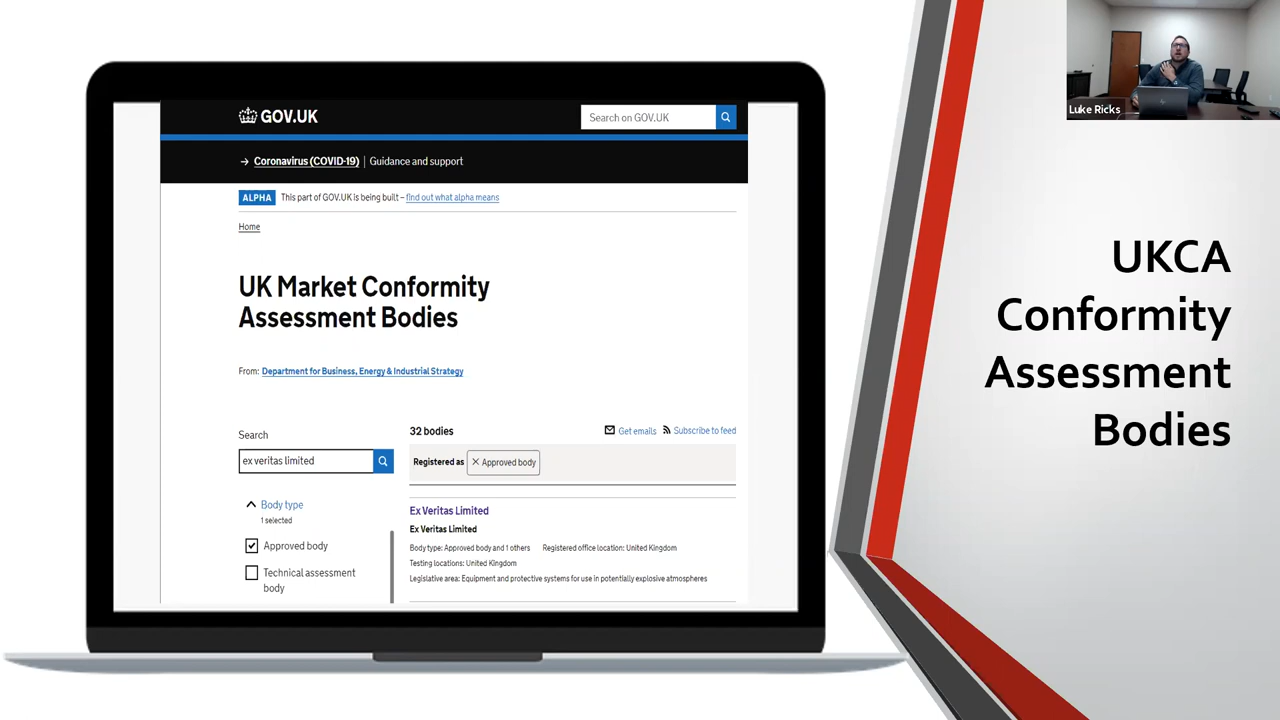 GOV.UK
Search on GOV.UK
→ Coronavirus (COVID-19) | Guidance and support
ALPHA This part of GOV.UK is being built – find out what alpha means
Home
UK Market Conformity
Assessment Bodies
From: Department for Business, Energy & Industrial Strategy
Search
ex veritas limited
Body type
1 selected
Approved body
Technical assessment
body
32 bodies
Get emails Subscribe to feed
Registered as × Approved body
Ex Veritas Limited
Ex Veritas Limited
Body type: Approved body and 1 others Registered office location: United Kingdom
Testing locations: United Kingdom
Legislative area: Equipment and protective systems for use in potentially explosive atmospheres
Luke Ricks
UKCA
Conformity
Assessment
Bodies